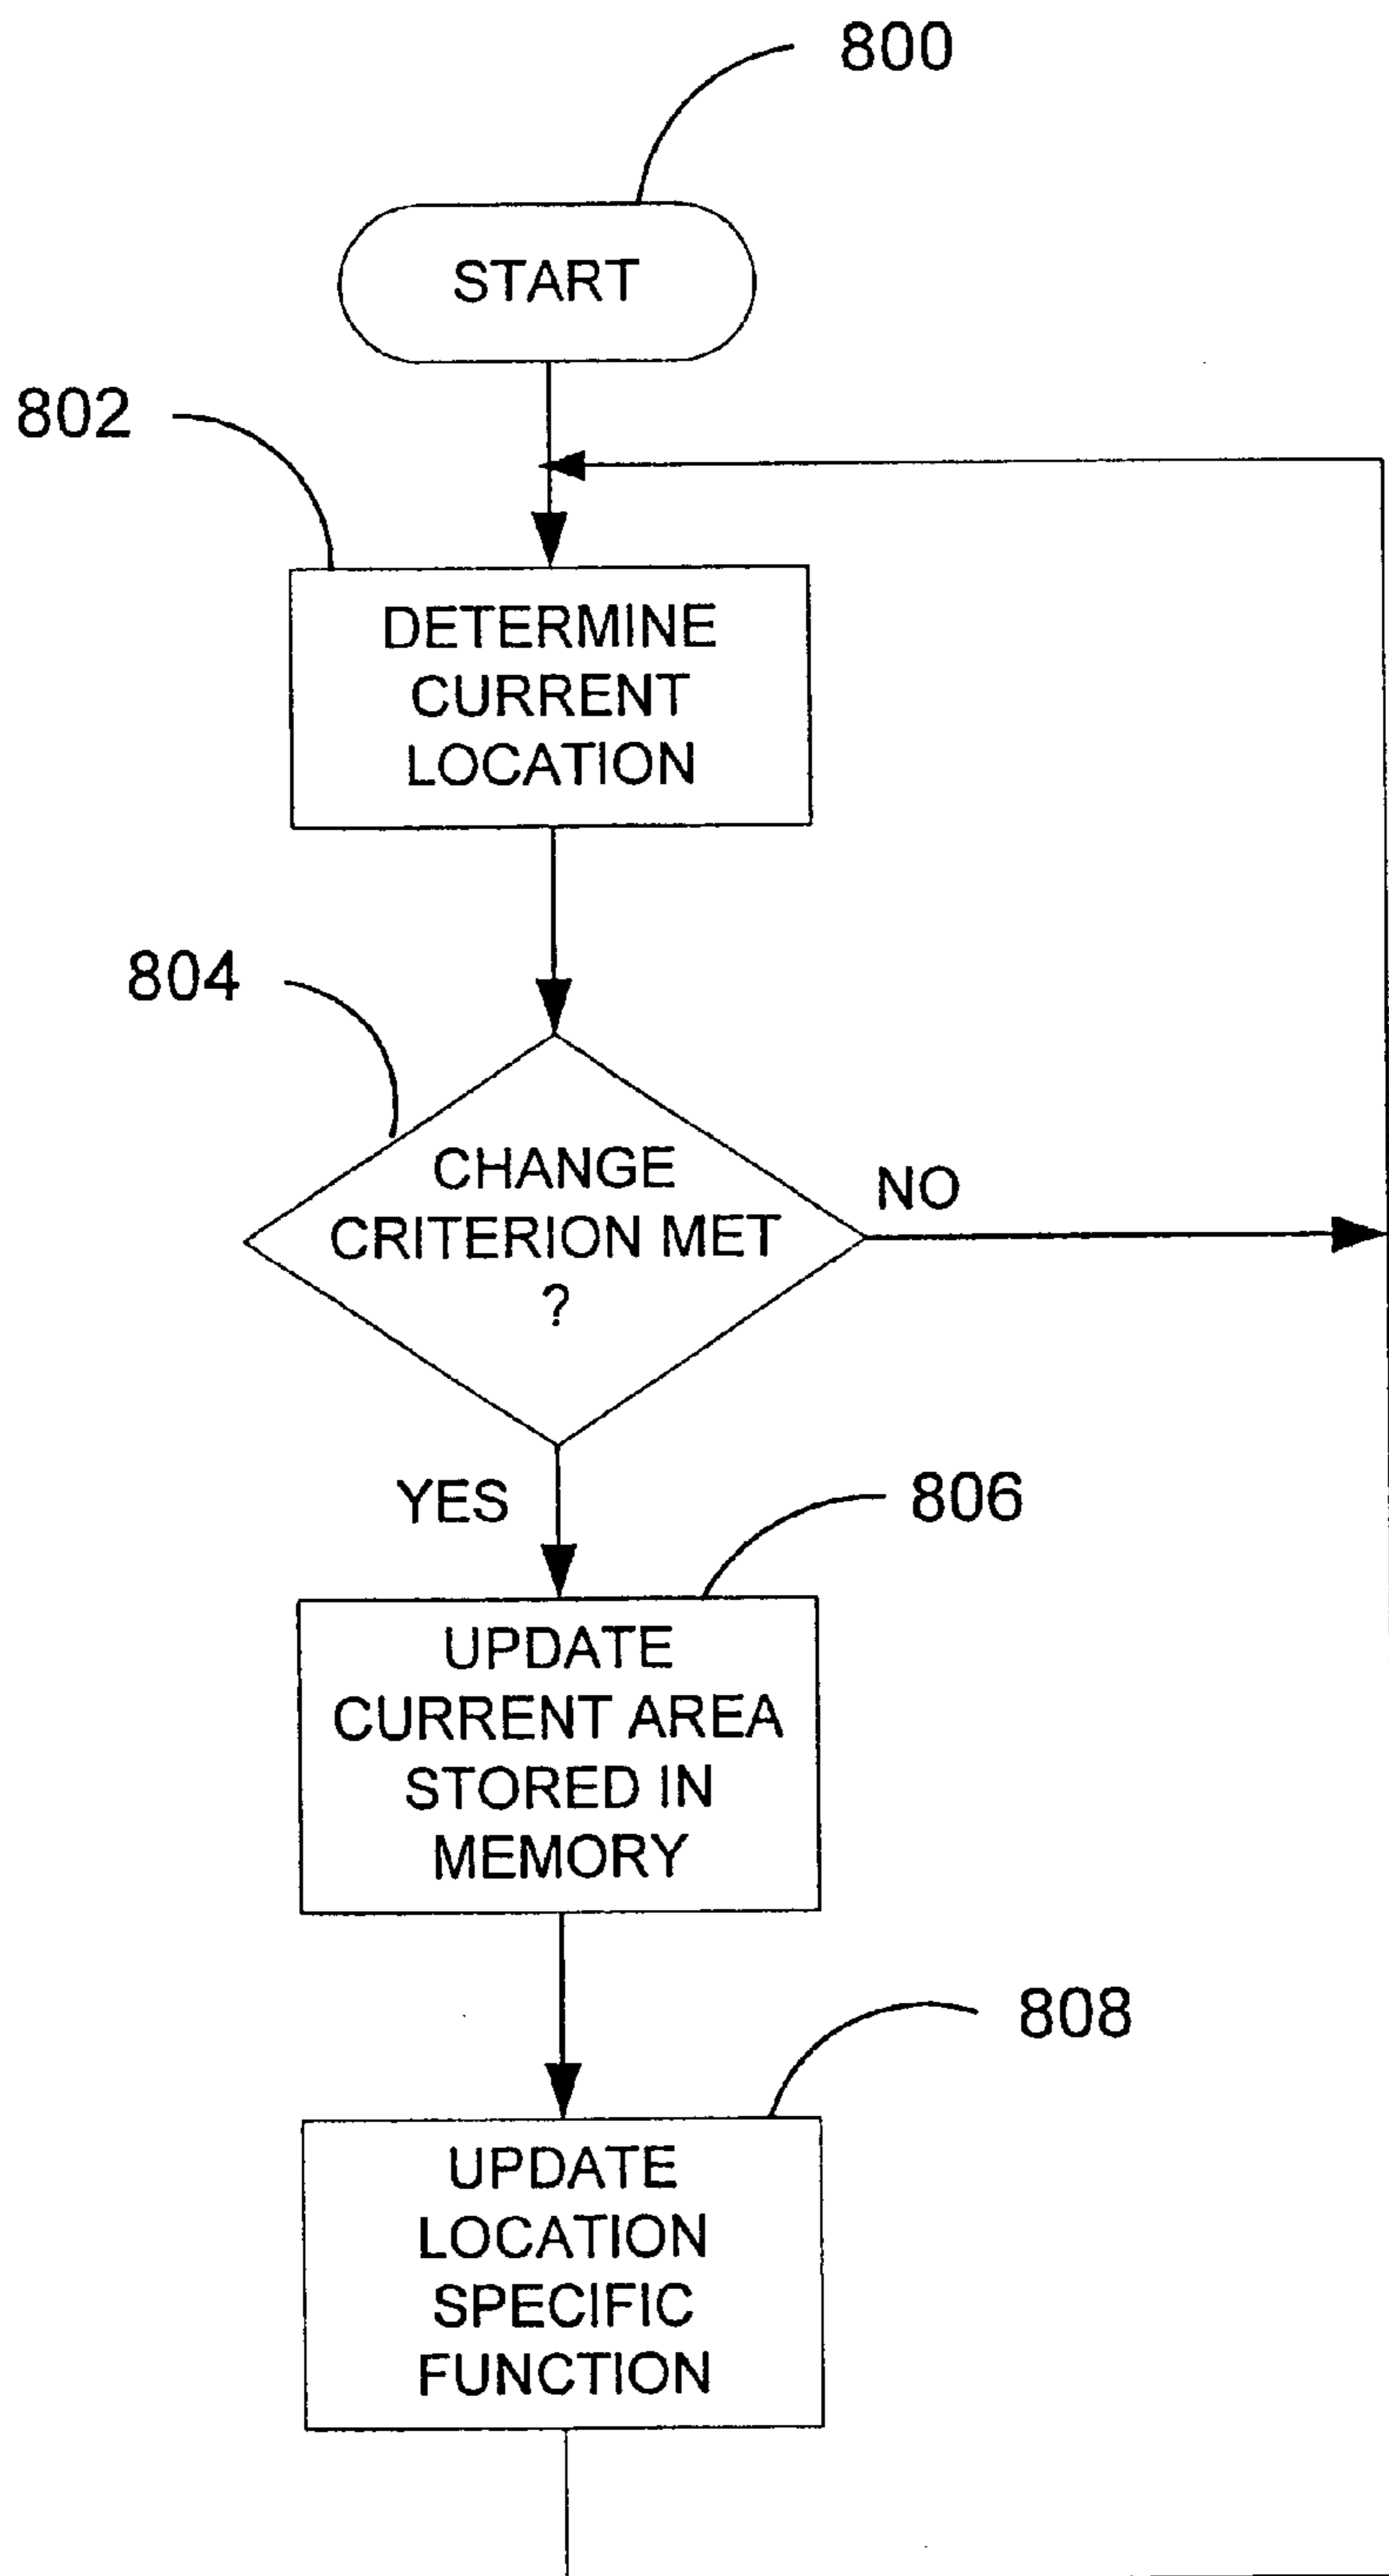 800
START
802
DETERMINE
CURRENT
LOCATION
804
CHANGE
CRITERION MET
?
NO
YES
806
UPDATE
CURRENT AREA
STORED IN
MEMORY
808
UPDATE
LOCATION
SPECIFIC
FUNCTION